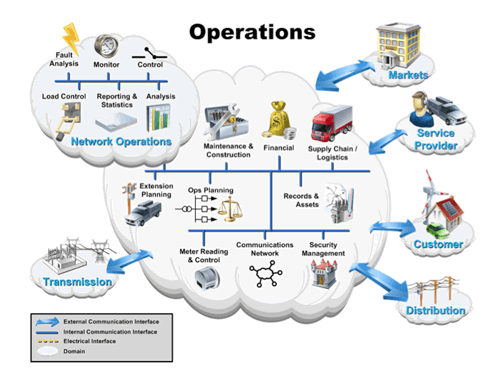 Operations
Fault
Analysis
Monitor
Control
Load Control
Reporting &
Statistics
Analysis
Network Operations
Markets
Maintenance &
Construction
Financial
Supply Chain /
Logistics
Service
Provider
Extension
Planning
Ops Planning
Records &
Assets
Customer
Meter Reading
& Control
Communications
Network
Security
Management
Transmission
Distribution
External Communication Interface
Internal Communication Interface
Electrical Interface
Domain